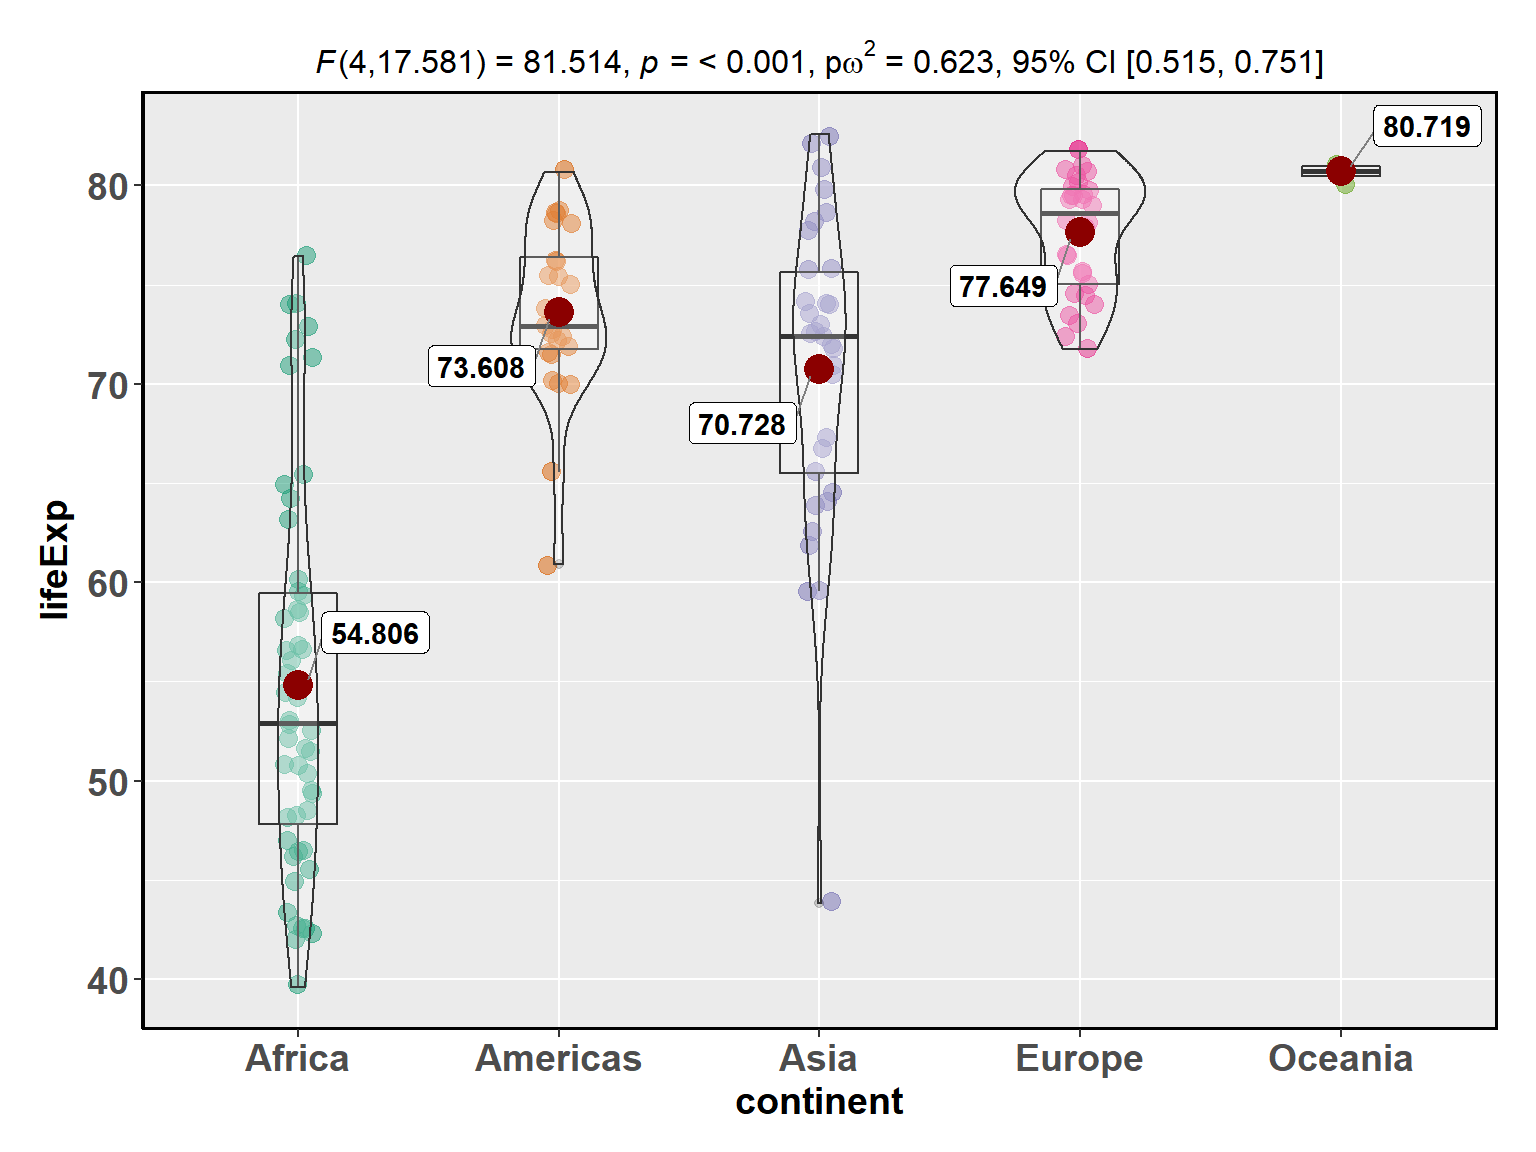 F(4,17.581) = 81.514, p = < 0.001, pω² = 0.623, 95% CI [0.515, 0.751]
80.719
80
77.649
73.608
70
70.728
lifeExp
60
54.806
50
40
Africa Americas Asia Europe Oceania
continent